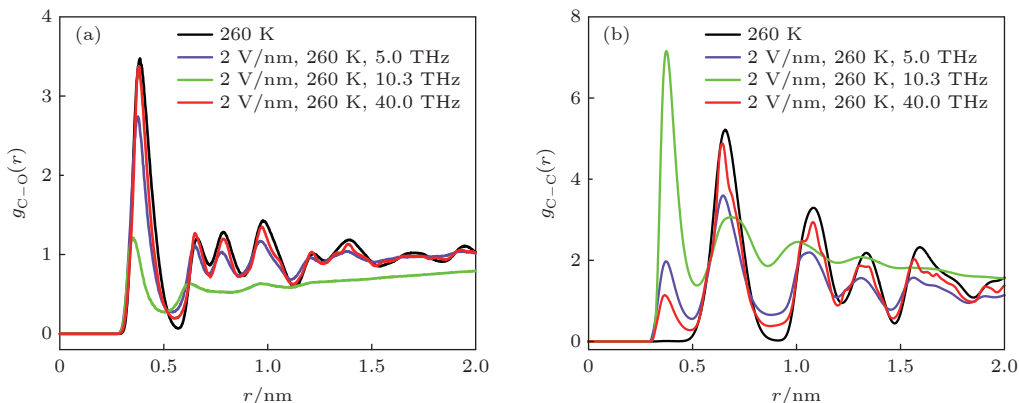 (a)
260 K
2 V/nm, 260 K, 5.0 THz
2 V/nm, 260 K, 10.3 THz
2 V/nm, 260 K, 40.0 THz
4
3
2
1
0
g_{C−O}(r)
0 0.5 1.0 1.5 2.0
r/nm
(b)
260 K
2 V/nm, 260 K, 5.0 THz
2 V/nm, 260 K, 10.3 THz
2 V/nm, 260 K, 40.0 THz
8
6
4
2
0
g_{C−C}(r)
0 0.5 1.0 1.5 2.0
r/nm